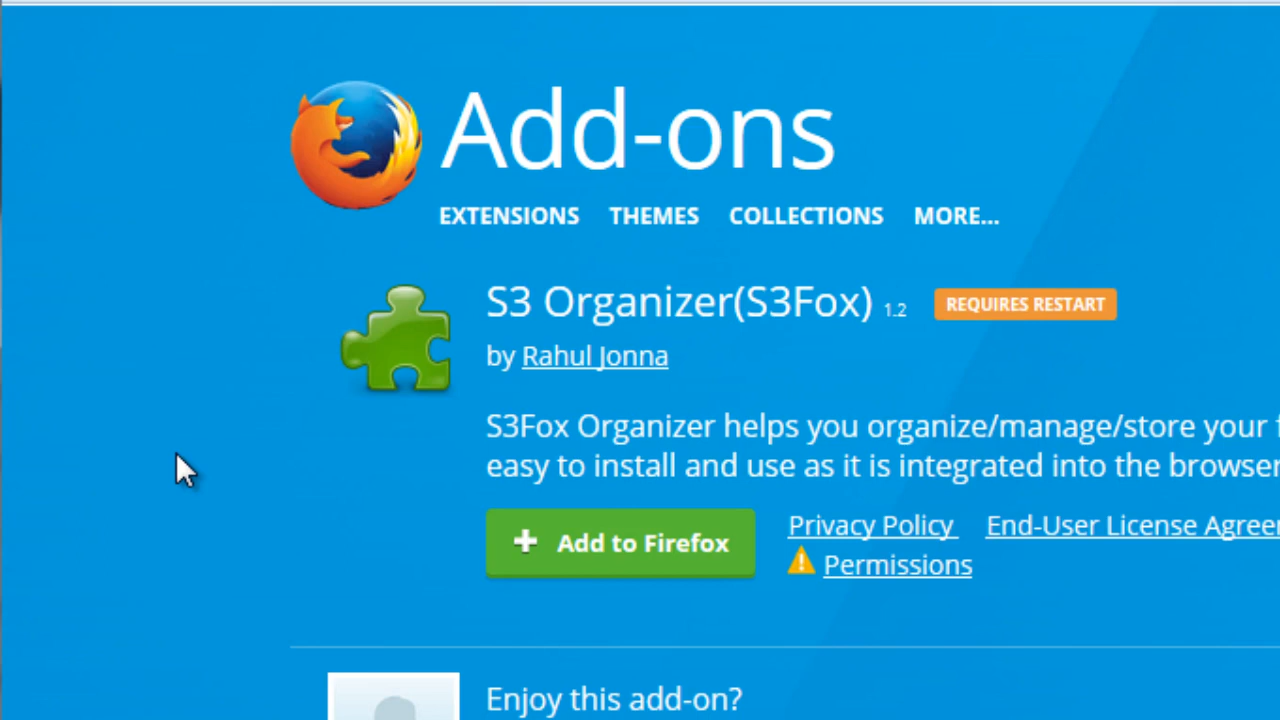 Add-ons
EXTENSIONS THEMES COLLECTIONS MORE...
S3 Organizer(S3Fox) 1.2 REQUIRES RESTART
by Rahul Jonna
S3Fox Organizer helps you organize/manage/store your
easy to install and use as it is integrated into the browser
Add to Firefox Privacy Policy End-User License Agreer
Permissions
Enjoy this add-on?